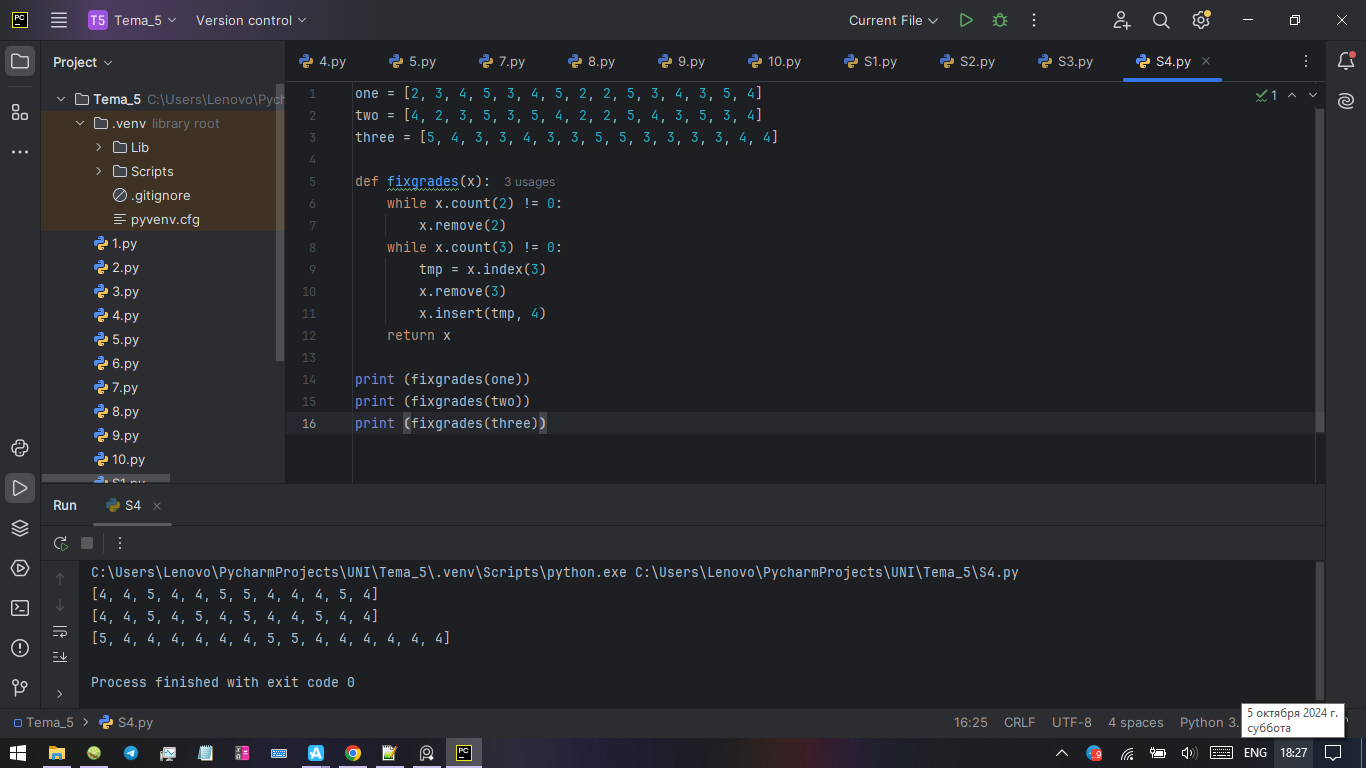 PC T5 Tema_5 Version control Current File
Project
4.py 5.py 7.py 8.py 9.py 10.py S1.py S2.py S3.py S4.py
Tema_5 C:\Users\Lenovo\Pych
.venv library root
Lib
Scripts
.gitignore
pyvenv.cfg
1.py
2.py
3.py
4.py
5.py
6.py
7.py
8.py
9.py
10.py
S1.py
1 one = [2, 3, 4, 5, 3, 4, 5, 2, 2, 5, 3, 4, 3, 5, 4]
2 two = [4, 2, 3, 5, 3, 5, 4, 2, 2, 5, 4, 3, 5, 3, 4]
3 three = [5, 4, 3, 3, 4, 3, 3, 5, 5, 3, 3, 3, 3, 4, 4]
4
5 def fixgrades(x): 3 usages
6 while x.count(2) != 0:
7 x.remove(2)
8 while x.count(3) != 0:
9 tmp = x.index(3)
10 x.remove(3)
11 x.insert(tmp, 4)
12 return x
13
14 print (fixgrades(one))
15 print (fixgrades(two))
16 print (fixgrades(three))
1
Run S4
C:\Users\Lenovo\PycharmProjects\UNI\Tema_5\.venv\Scripts\python.exe C:\Users\Lenovo\PycharmProjects\UNI\Tema_5\S4.py
[4, 4, 5, 4, 4, 5, 5, 4, 4, 4, 5, 4]
[4, 4, 5, 4, 5, 4, 5, 4, 4, 5, 4, 4]
[5, 4, 4, 4, 4, 4, 4, 5, 5, 4, 4, 4, 4, 4, 4]
Process finished with exit code 0
Tema_5 > S4.py 16:25 CRLF UTF-8 4 spaces Python 3.
5 октября 2024 г.
суббота
PC ENG 18:27